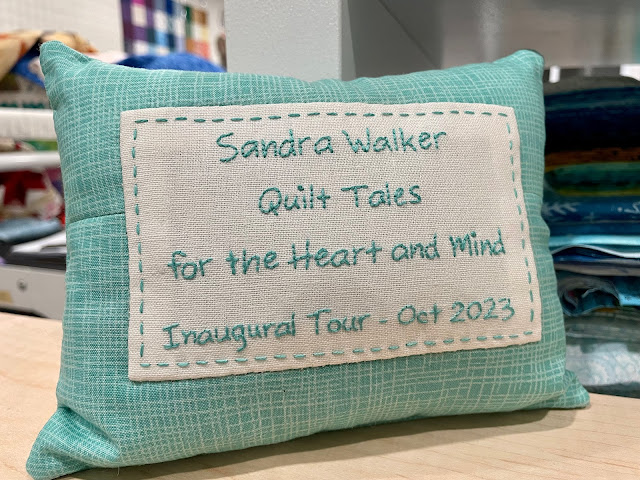 Sandra Walker
Quilt Tales
for the Heart and Mind
Inaugural Tour - Oct 2023